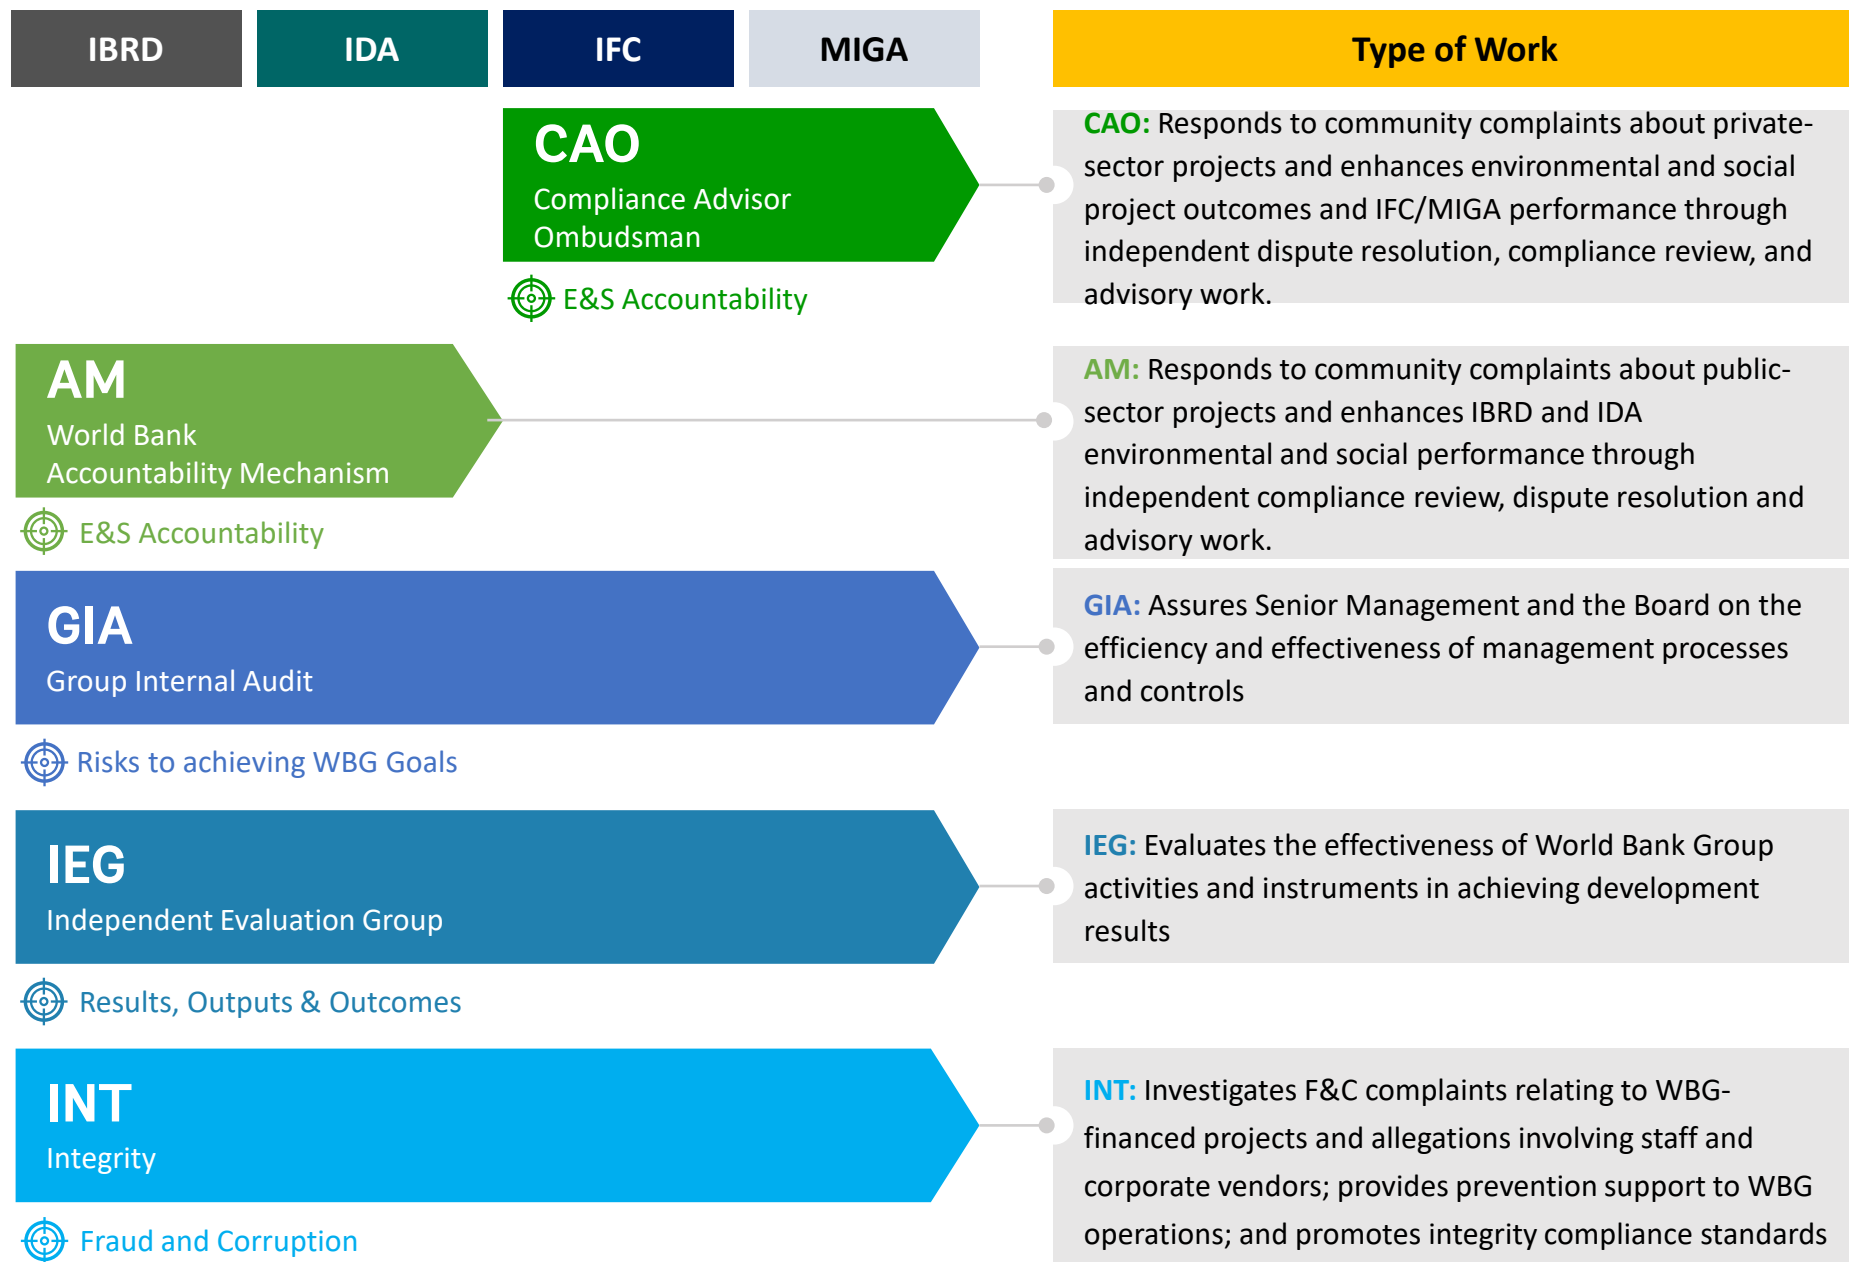 IBRD
IDA
IFC
MIGA
Type of Work
CAO
Compliance Advisor
Ombudsman
E&S Accountability
CAO: Responds to community complaints about private-
sector projects and enhances environmental and social
project outcomes and IFC/MIGA performance through
independent dispute resolution, compliance review, and
advisory work.
AM
World Bank
Accountability Mechanism
E&S Accountability
AM: Responds to community complaints about public-
sector projects and enhances IBRD and IDA
environmental and social performance through
independent compliance review, dispute resolution and
advisory work.
GIA
Group Internal Audit
Risks to achieving WBG Goals
GIA: Assures Senior Management and the Board on the
efficiency and effectiveness of management processes
and controls
IEG
Independent Evaluation Group
Results, Outputs & Outcomes
IEG: Evaluates the effectiveness of World Bank Group
activities and instruments in achieving development
results
INT
Integrity
Fraud and Corruption
INT: Investigates F&C complaints relating to WBG-
financed projects and allegations involving staff and
corporate vendors; provides prevention support to WBG
operations; and promotes integrity compliance standards